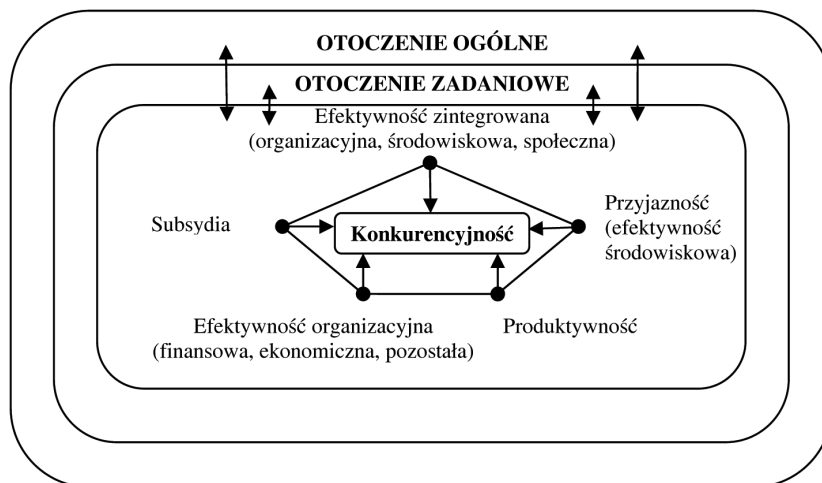 OTOCZENIE OGÓLNE
OTOCZENIE ZADANIOWE
Efektywność zintegrowana
(organizacyjna, środowiskowa, społeczna)
Subsydia
Konkurencyjność
Przyjazność
(efektywność
środowiskowa)
Efektywność organizacyjna
(finansowa, ekonomiczna, pozostała)
Produktywność